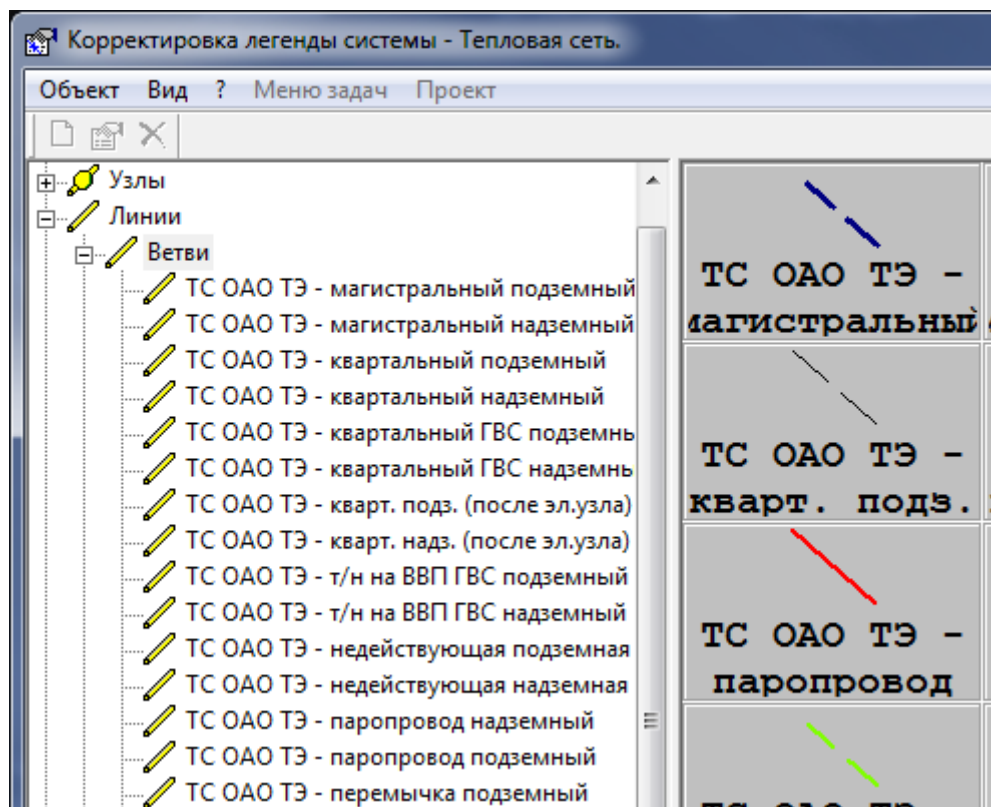 Корректировка легенды системы - Тепловая сеть.
Объект Вид ? Меню задач Проект
Узлы
Линии
Ветви
ТС ОАО ТЭ - магистральный подземный
ТС ОАО ТЭ - магистральный надземный
ТС ОАО ТЭ - квартальный подземный
ТС ОАО ТЭ - квартальный надземный
ТС ОАО ТЭ - квартальный ГВС подземнь
ТС ОАО ТЭ - квартальный ГВС надземнь
ТС ОАО ТЭ - кварт. подз. (после эл.узла)
ТС ОАО ТЭ - кварт. надз. (после эл.узла)
ТС ОАО ТЭ - т/н на ВВП ГВС подземный
ТС ОАО ТЭ - т/н на ВВП ГВС надземный
ТС ОАО ТЭ - недействующая подземная
ТС ОАО ТЭ - недействующая надземная
ТС ОАО ТЭ - паропровод надземный
ТС ОАО ТЭ - паропровод подземный
ТС ОАО ТЭ - перемычка подземный
ТС ОАО ТЭ -
магистральный
ТС ОАО ТЭ -
кварт. подз.
ТС ОАО ТЭ -
паропровод
ТС ОАО ТЭ -